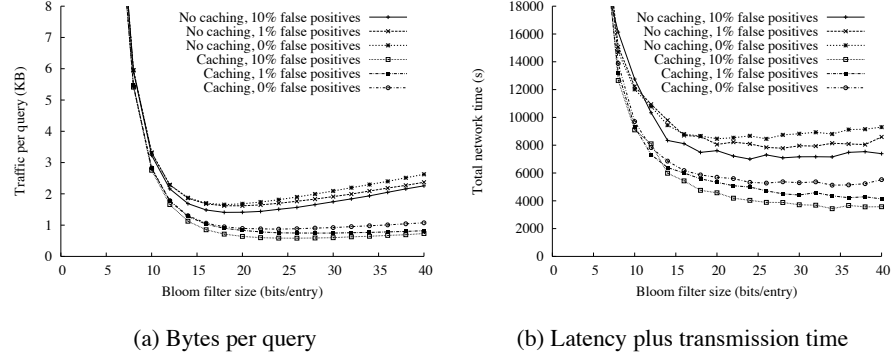 8
7
6
5
4
3
2
1
0
0 5 10 15 20 25 30 35 40
Traffic per query (KB)
Bloom filter size (bits/entry)
No caching, 10% false positives
No caching, 1% false positives
No caching, 0% false positives
Caching, 10% false positives
Caching, 1% false positives
Caching, 0% false positives
(a) Bytes per query
18000
16000
14000
12000
10000
8000
6000
4000
2000
0
0 5 10 15 20 25 30 35 40
Total network time (s)
Bloom filter size (bits/entry)
No caching, 10% false positives
No caching, 1% false positives
No caching, 0% false positives
Caching, 10% false positives
Caching, 1% false positives
Caching, 0% false positives
(b) Latency plus transmission time